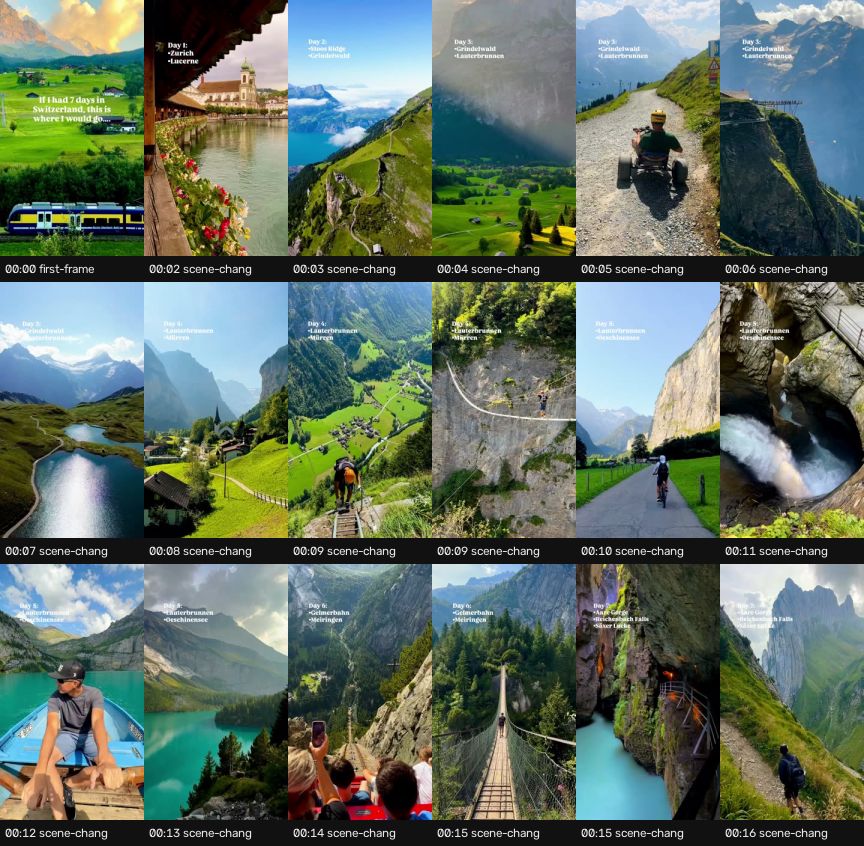 If I had 7 days in
Switzerland, this is
where I would go...
00:00 first-frame
Day 1:
•Zurich
•Lucerne
00:02 scene-chang
Day 2:
•Stoos Ridge
•Grindelwald
00:03 scene-chang
Day 3:
•Grindelwald
•Lauterbrunnen
00:04 scene-chang
Day 3:
•Grindelwald
•Lauterbrunnen
00:05 scene-chang
Day 3:
•Grindelwald
•Lauterbrunnen
00:06 scene-chang
Day 3:
•Grindelwald
•Lauterbrunnen
00:07 scene-chang
Day 4:
•Lauterbrunnen
•Mürren
00:08 scene-chang
Day 4:
•Lauterbrunnen
•Mürren
00:09 scene-chang
Day 4:
•Lauterbrunnen
•Mürren
00:09 scene-chang
Day 5:
•Lauterbrunnen
•Oeschinensee
00:10 scene-chang
Day 5:
•Lauterbrunnen
•Oeschinensee
00:11 scene-chang
Day 5:
•Lauterbrunnen
•Oeschinensee
00:12 scene-chang
Day 5:
•Lauterbrunnen
•Oeschinensee
00:13 scene-chang
Day 6:
•Gelmerbahn
•Meiringen
00:14 scene-chang
Day 6:
•Gelmerbahn
•Meiringen
00:15 scene-chang
Day 7:
•Aare Gorge
•Reichenbach Falls
•Säxer Lücke
00:15 scene-chang
Day 7:
•Aare Gorge
•Reichenbach Falls
•Säxer Lücke
00:16 scene-chang